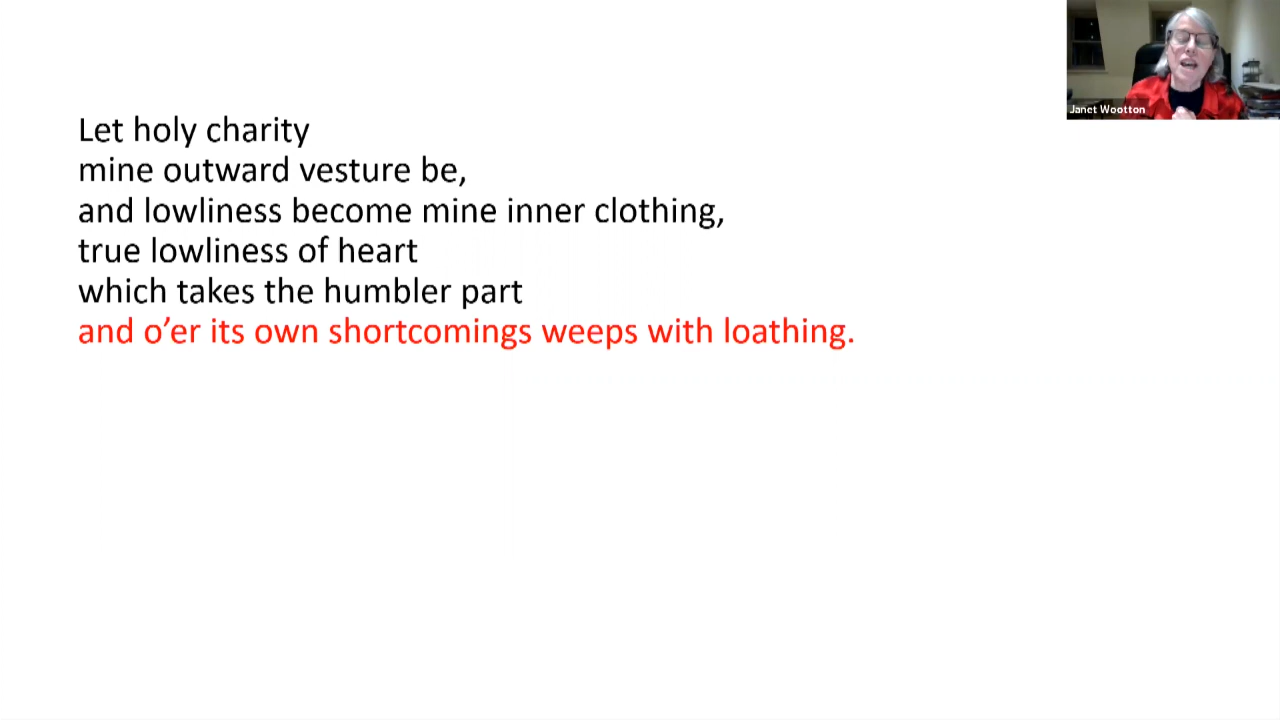 Let holy charity
mine outward vesture be,
and lowliness become mine inner clothing,
true lowliness of heart
which takes the humbler part
and o’er its own shortcomings weeps with loathing.
Janet Wootton